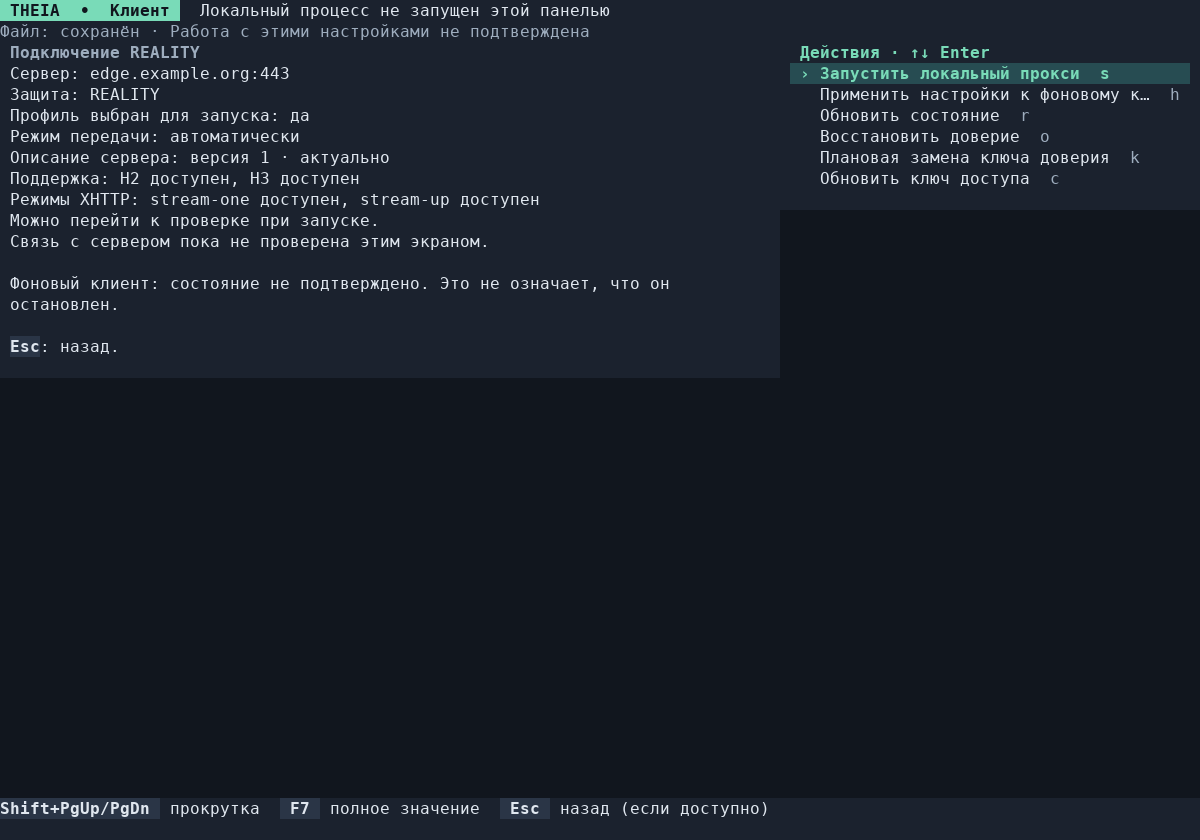 THEIA • Клиент Локальный процесс не запущен этой панелью
Файл: сохранён · Работа с этими настройками не подтверждена
Подключение REALITY
Сервер: edge.example.org:443
Защита: REALITY
Профиль выбран для запуска: да
Режим передачи: автоматически
Описание сервера: версия 1 · актуально
Поддержка: H2 доступен, H3 доступен
Режимы XHTTP: stream-one доступен, stream-up доступен
Можно перейти к проверке при запуске.
Связь с сервером пока не проверена этим экраном.
Фоновый клиент: состояние не подтверждено. Это не означает, что он
остановлен.
Esc: назад.
Действия · ↑↓ Enter
› Запустить локальный прокси s
Применить настройки к фоновому к… h
Обновить состояние r
Восстановить доверие o
Плановая замена ключа доверия k
Обновить ключ доступа c
Shift+PgUp/PgDn прокрутка F7 полное значение Esc назад (если доступно)